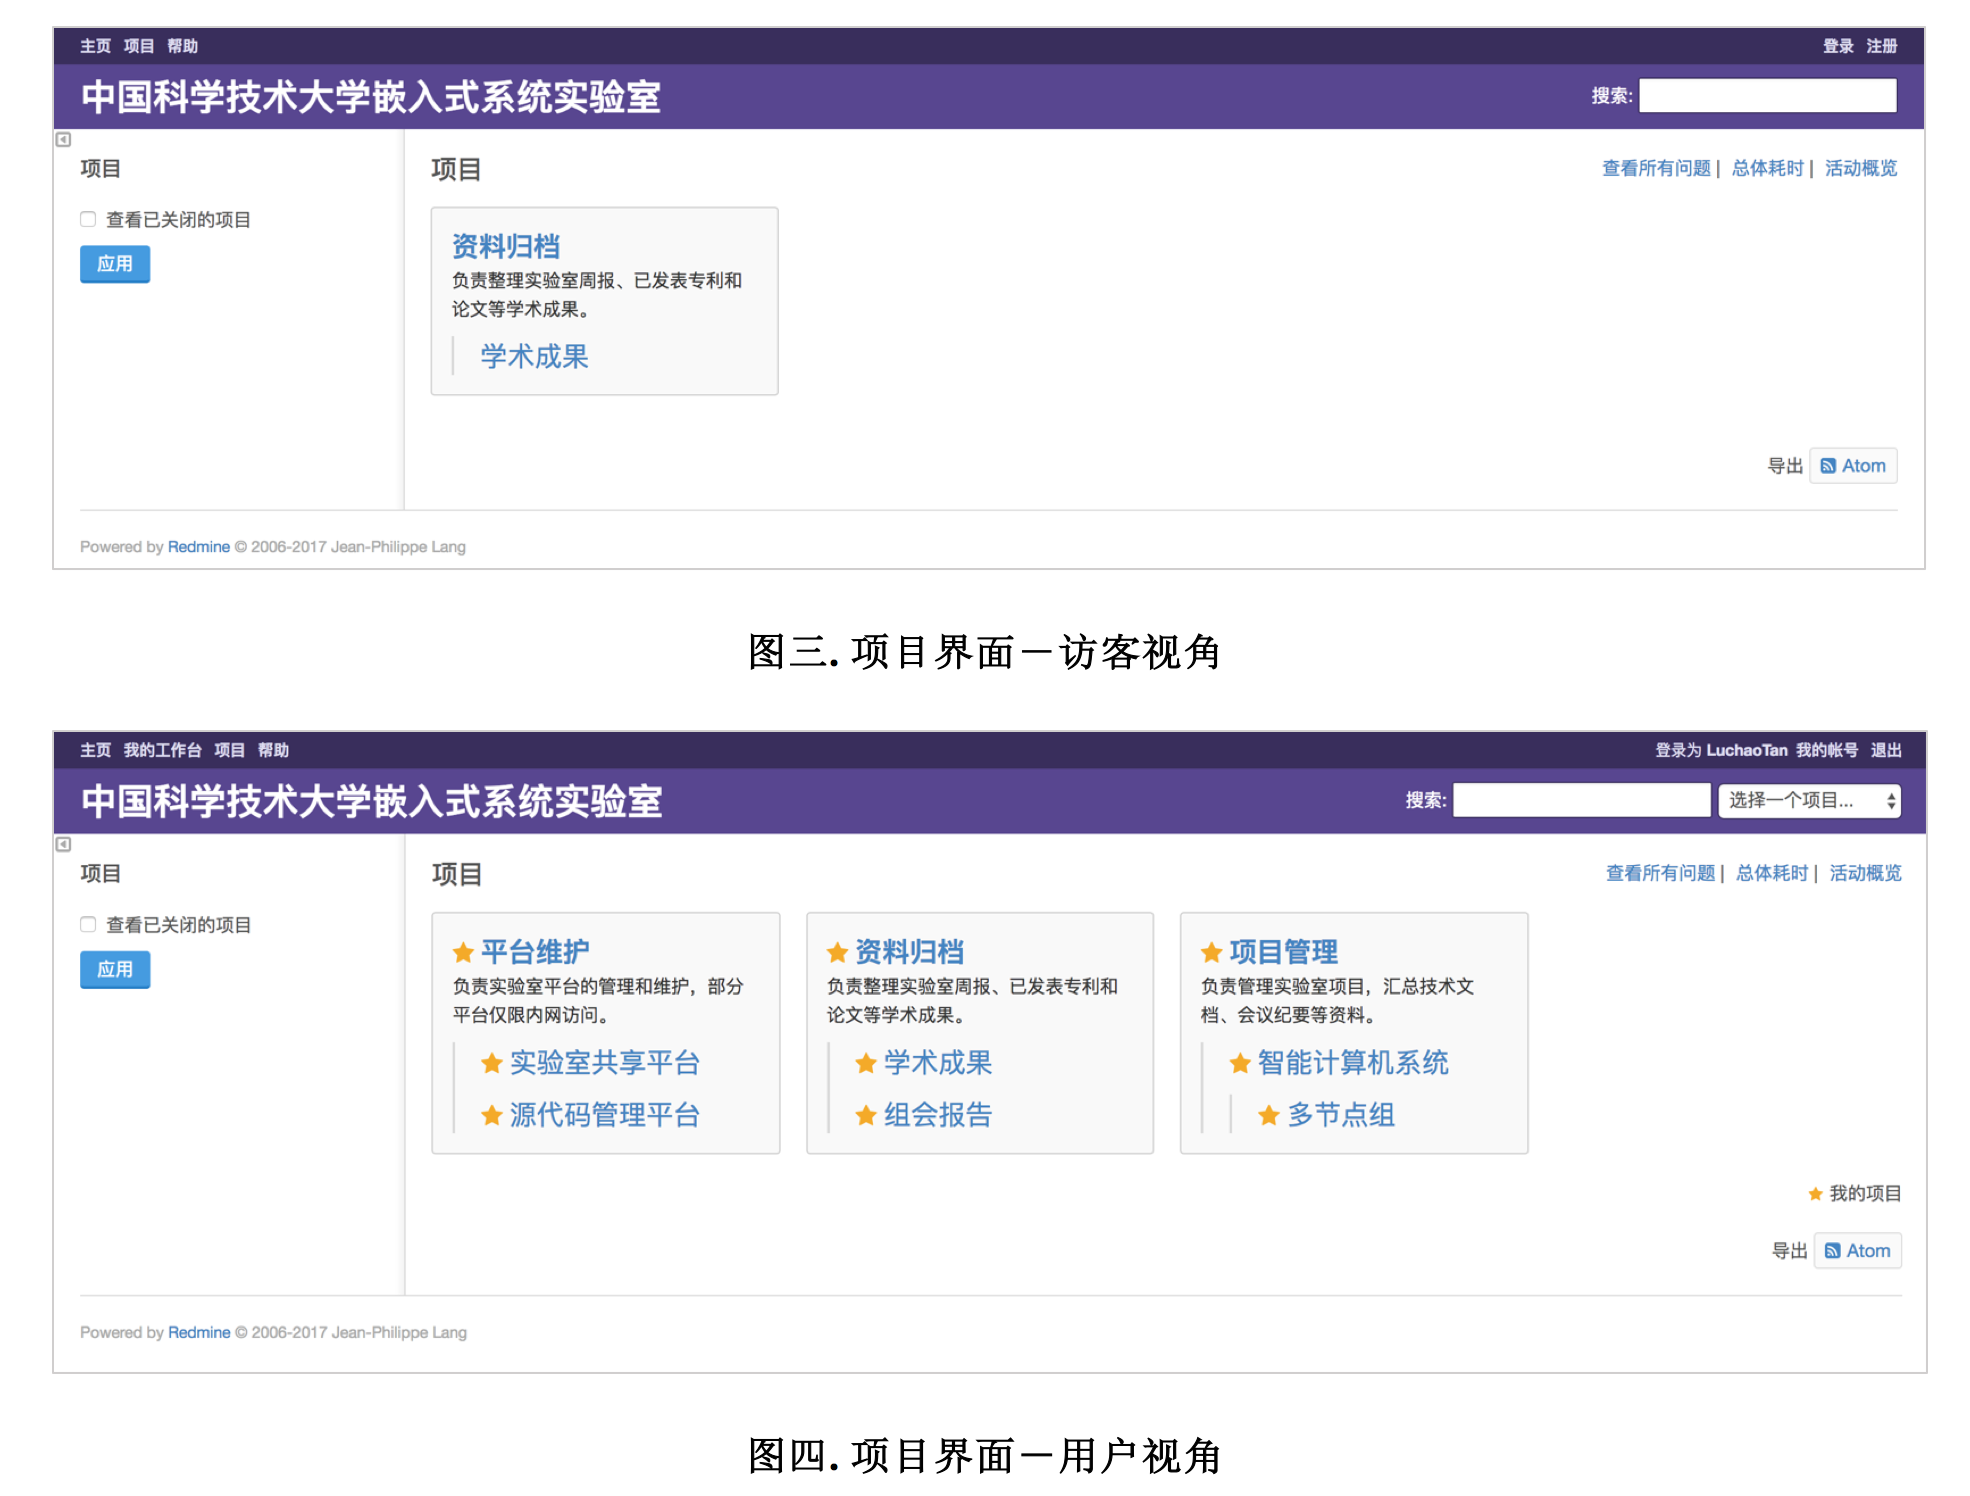 主页 项目 帮助
登录 注册
中国科学技术大学嵌入式系统实验室
搜索:
项目
查看已关闭的项目
应用
项目
查看所有问题 | 总体耗时 | 活动概览
资料归档
负责整理实验室周报、已发表专利和
论文等学术成果。
学术成果
导出 Atom
Powered by Redmine © 2006-2017 Jean-Philippe Lang
图三.项目界面－访客视角
主页 我的工作台 项目 帮助
登录为 LuchaoTan 我的帐号 退出
中国科学技术大学嵌入式系统实验室
搜索:
选择一个项目...
项目
查看已关闭的项目
应用
项目
查看所有问题 | 总体耗时 | 活动概览
平台维护
负责实验室平台的管理和维护，部分
平台仅限内网访问。
实验室共享平台
源代码管理平台
资料归档
负责整理实验室周报、已发表专利和
论文等学术成果。
学术成果
组会报告
项目管理
负责管理实验室项目，汇总技术文
档、会议纪要等资料。
智能计算机系统
多节点组
我的项目
导出 Atom
Powered by Redmine © 2006-2017 Jean-Philippe Lang
图四.项目界面－用户视角